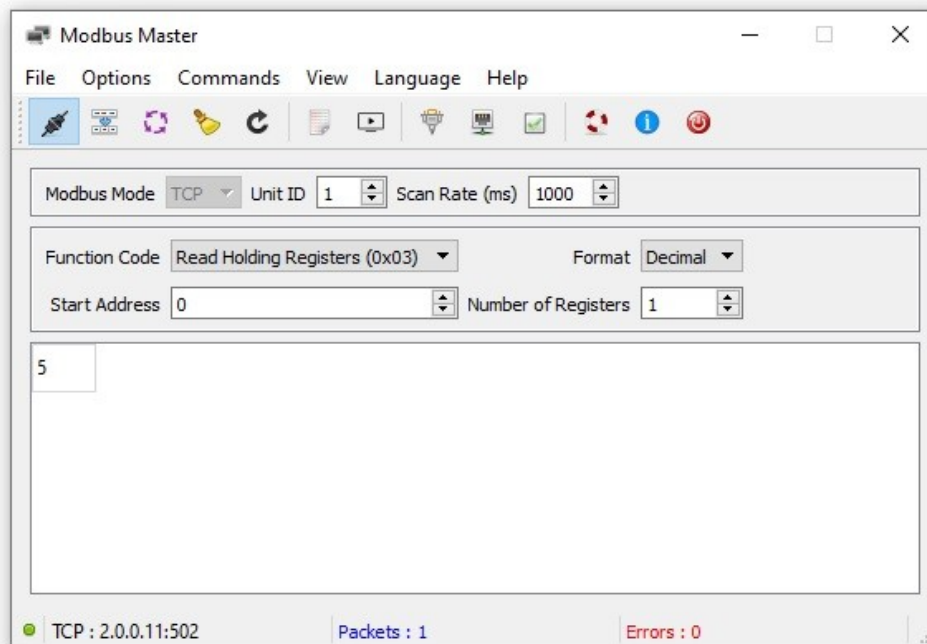 Modbus Master
File Options Commands View Language Help
Modbus Mode TCP Unit ID 1 Scan Rate (ms) 1000
Function Code Read Holding Registers (0x03) Format Decimal
Start Address 0 Number of Registers 1
5
TCP : 2.0.0.11:502 Packets : 1 Errors : 0